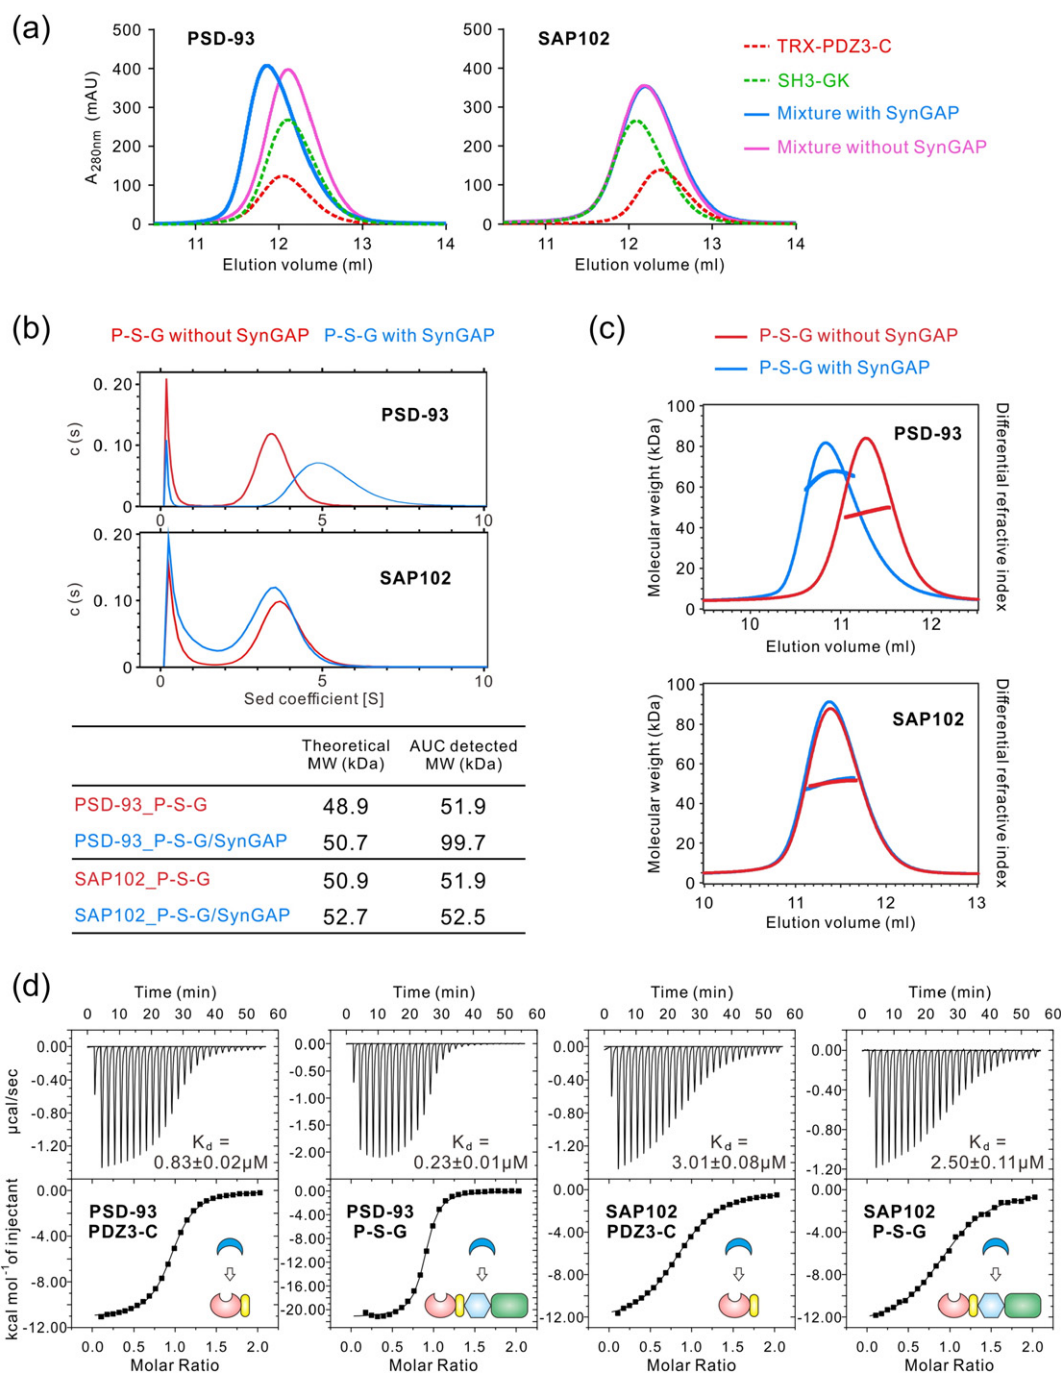 (a)
PSD-93
SAP102
500
400
300
200
100
0
A280nm (mAU)
11 12 13 14
Elution volume (ml)
500
400
300
200
100
0
11 12 13 14
Elution volume (ml)
TRX-PDZ3-C
SH3-GK
Mixture with SynGAP
Mixture without SynGAP
(b)
P-S-G without SynGAP P-S-G with SynGAP
0. 20
0. 10
0
c (s)
PSD-93
0 5 10
0. 20
0. 10
0
c (s)
SAP102
0 5 10
Sed coefficient [S]
Theoretical MW (kDa) AUC detected MW (kDa)
PSD-93_P-S-G 48.9 51.9
PSD-93_P-S-G/SynGAP 50.7 99.7
SAP102_P-S-G 50.9 51.9
SAP102_P-S-G/SynGAP 52.7 52.5
(c)
P-S-G without SynGAP
P-S-G with SynGAP
100
80
60
40
20
0
Molecular weight (kDa)
PSD-93
Differential refractive index
10 11 12
Elution volume (ml)
100
80
60
40
20
0
Molecular weight (kDa)
SAP102
Differential refractive index
10 11 12 13
Elution volume (ml)
(d)
Time (min)
0 10 20 30 40 50 60
0.00
-0.40
-0.80
-1.20
µcal/sec
Kd =
0.83±0.02µM
0.00
-4.00
-8.00
-12.00
kcal mol-1 of injectant
PSD-93
PDZ3-C
0.0 0.5 1.0 1.5 2.0
Molar Ratio
Time (min)
0 10 20 30 40 50 60
0.00
-1.00
-2.00
Kd =
0.23±0.01µM
0.00
-5.00
-10.00
-15.00
-20.00
PSD-93
P-S-G
0.0 0.5 1.0 1.5 2.0
Molar Ratio
Time (min)
0 10 20 30 40 50 60
0.00
-0.40
-0.80
-1.20
Kd =
3.01±0.08µM
0.00
-4.00
-8.00
-12.00
SAP102
PDZ3-C
0.0 0.5 1.0 1.5 2.0
Molar Ratio
Time (min)
0 10 20 30 40 50 60
0.00
-0.40
-0.80
-1.20
Kd =
2.50±0.11µM
0.00
-4.00
-8.00
-12.00
SAP102
P-S-G
0.0 0.5 1.0 1.5 2.0
Molar Ratio